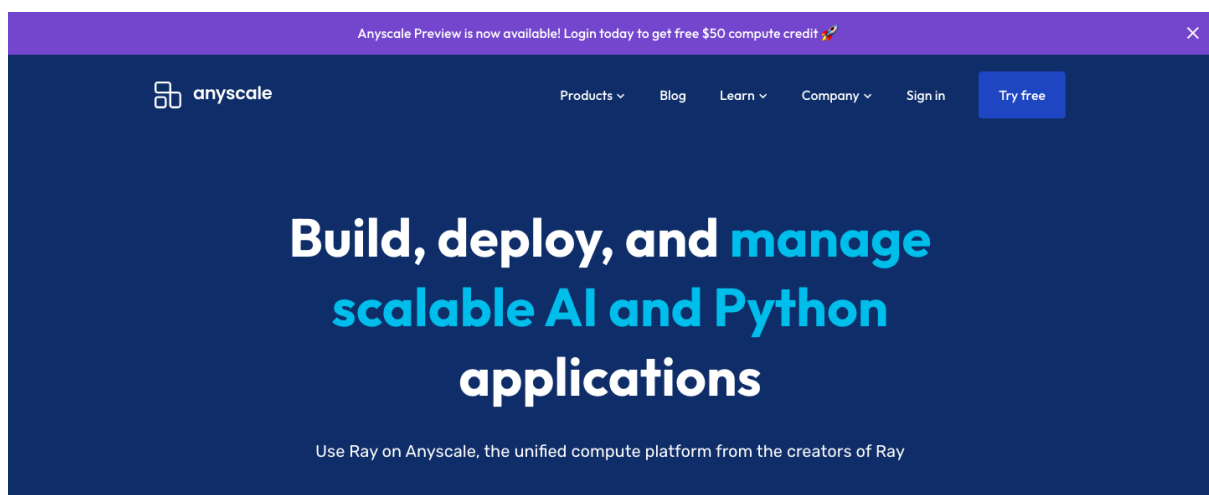 Anyscale Preview is now available! Login today to get free $50 compute credit 🚀
anyscale
Products
Blog
Learn
Company
Sign in
Try free
Build, deploy, and manage
scalable AI and Python
applications
Use Ray on Anyscale, the unified compute platform from the creators of Ray